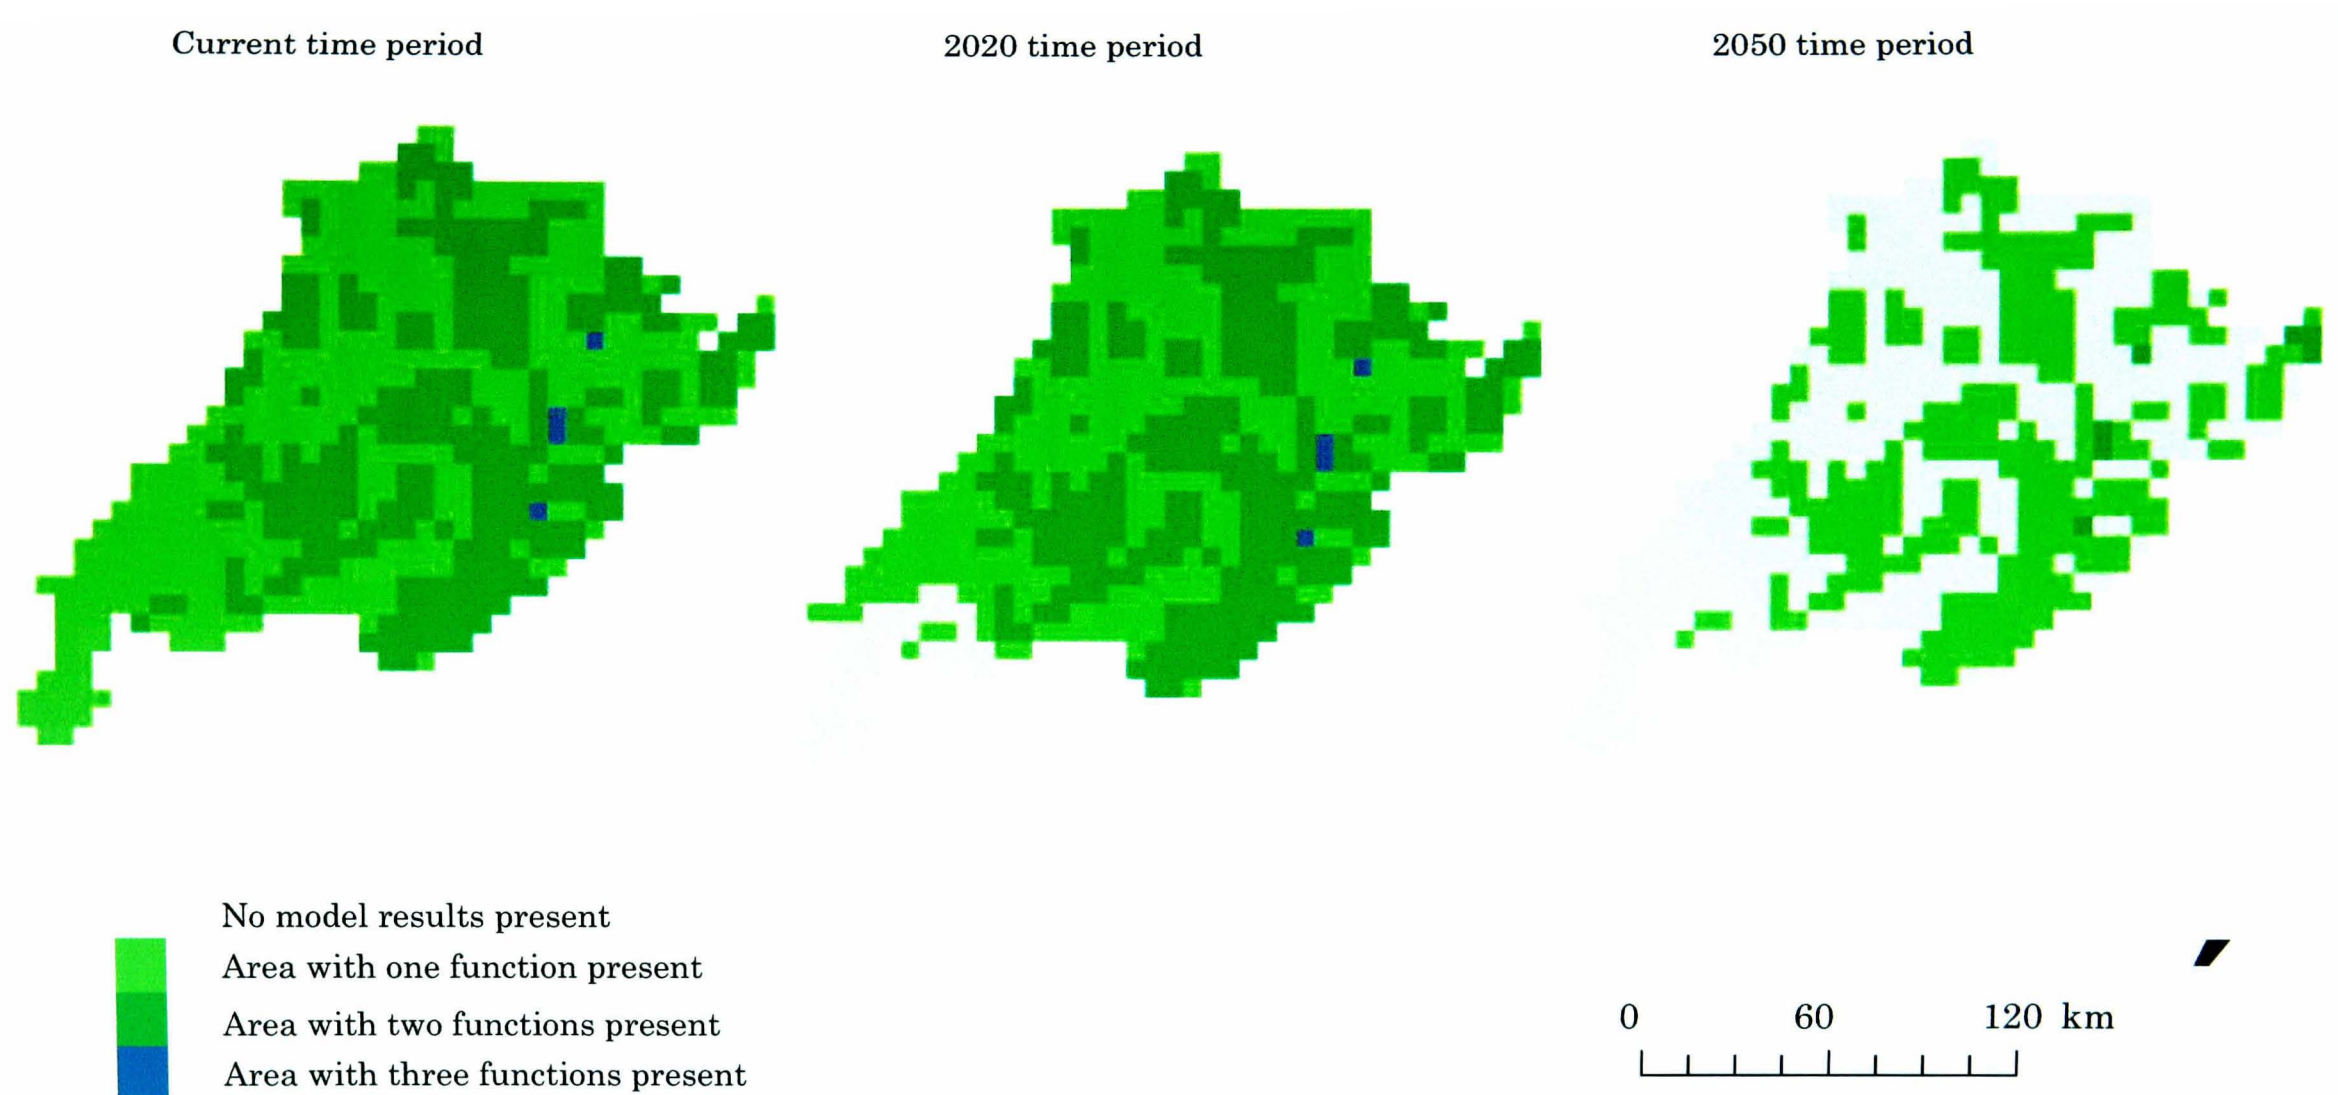 Current time period
2020 time period
2050 time period
No model results present
Area with one function present
Area with two functions present
Area with three functions present
0 60 120 km